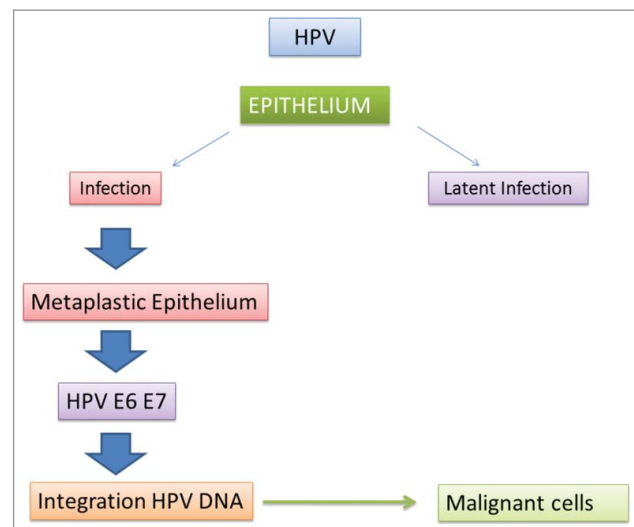 HPV
EPITHELIUM
Infection
Latent Infection
Metaplastic Epithelium
HPV E6 E7
Integration HPV DNA
Malignant cells